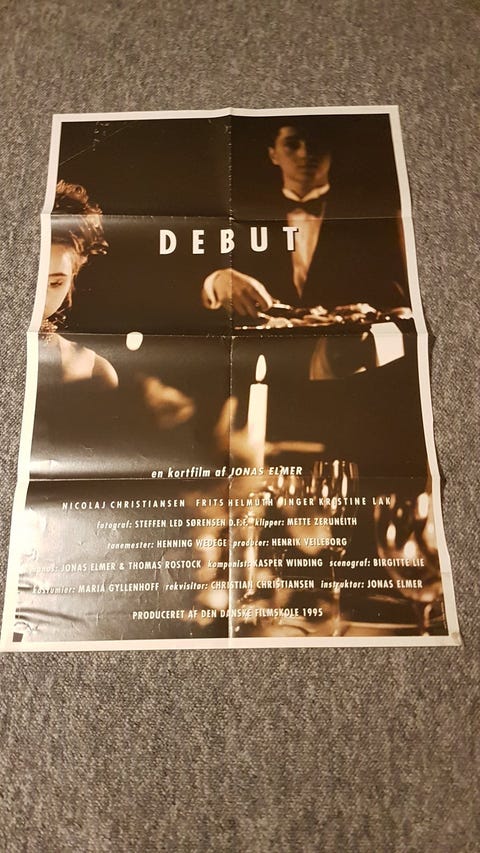 DEBUT
en kortfilm af JONAS ELMER
NICOLAJ CHRISTIANSEN FRITS HELMUTH INGER KRISTINE LAK
fotograf: STEFFEN LED SØRENSEN D.F.F. klipper: METTE ZERUNEITH
tonemester: HENNING WEDEGE producer: HENRIK VEILEBORG
JONAS ELMER & THOMAS ROSTOCK komponist: KASPER WINDING scenograf: BIRGITTE LIE
kostumier: MARIA GYLLENHOFF rekvisitør: CHRISTIAN CHRISTIANSEN instruktør: JONAS ELMER
PRODUCERET AF DEN DANSKE FILMSKOLE 1995